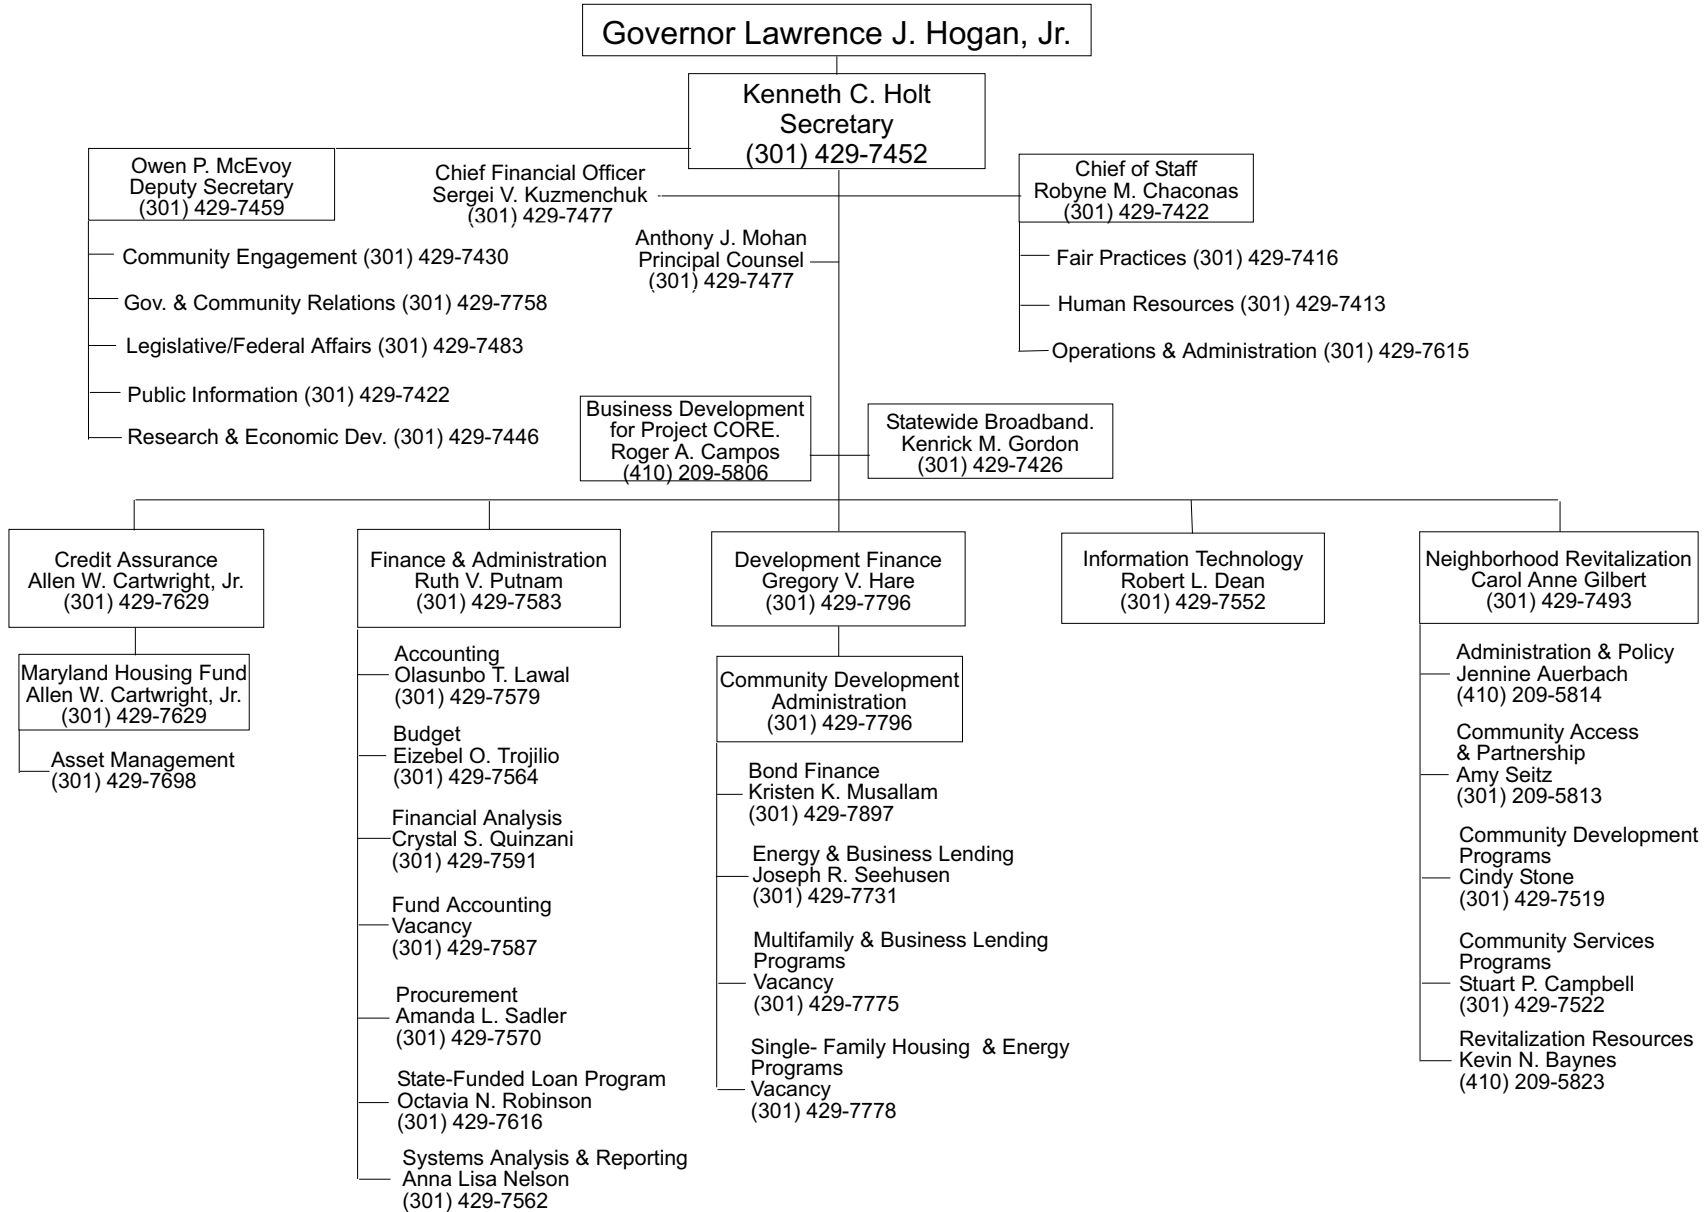 Governor Lawrence J. Hogan, Jr.
Kenneth C. Holt
Secretary
(301) 429-7452
Owen P. McEvoy
Deputy Secretary
(301) 429-7459
Community Engagement (301) 429-7430
Gov. & Community Relations (301) 429-7758
Legislative/Federal Affairs (301) 429-7483
Public Information (301) 429-7422
Research & Economic Dev. (301) 429-7446
Chief Financial Officer
Sergei V. Kuzmenchuk
(301) 429-7477
Anthony J. Mohan
Principal Counsel
(301) 429-7477
Chief of Staff
Robyne M. Chaconas
(301) 429-7422
Fair Practices (301) 429-7416
Human Resources (301) 429-7413
Operations & Administration (301) 429-7615
Business Development
for Project CORE.
Roger A. Campos
(410) 209-5806
Statewide Broadband.
Kenrick M. Gordon
(301) 429-7426
Credit Assurance
Allen W. Cartwright, Jr.
(301) 429-7629
Maryland Housing Fund
Allen W. Cartwright, Jr.
(301) 429-7629
Asset Management
(301) 429-7698
Finance & Administration
Ruth V. Putnam
(301) 429-7583
Accounting
Olasunbo T. Lawal
(301) 429-7579
Budget
Eizebel O. Trojilio
(301) 429-7564
Financial Analysis
Crystal S. Quinzani
(301) 429-7591
Fund Accounting
Vacancy
(301) 429-7587
Procurement
Amanda L. Sadler
(301) 429-7570
State-Funded Loan Program
Octavia N. Robinson
(301) 429-7616
Systems Analysis & Reporting
Anna Lisa Nelson
(301) 429-7562
Development Finance
Gregory V. Hare
(301) 429-7796
Community Development
Administration
(301) 429-7796
Bond Finance
Kristen K. Musallam
(301) 429-7897
Energy & Business Lending
Joseph R. Seehusen
(301) 429-7731
Multifamily & Business Lending
Programs
Vacancy
(301) 429-7775
Single- Family Housing & Energy
Programs
Vacancy
(301) 429-7778
Information Technology
Robert L. Dean
(301) 429-7552
Neighborhood Revitalization
Carol Anne Gilbert
(301) 429-7493
Administration & Policy
Jennine Auerbach
(410) 209-5814
Community Access
& Partnership
Amy Seitz
(301) 209-5813
Community Development
Programs
Cindy Stone
(301) 429-7519
Community Services
Programs
Stuart P. Campbell
(301) 429-7522
Revitalization Resources
Kevin N. Baynes
(410) 209-5823